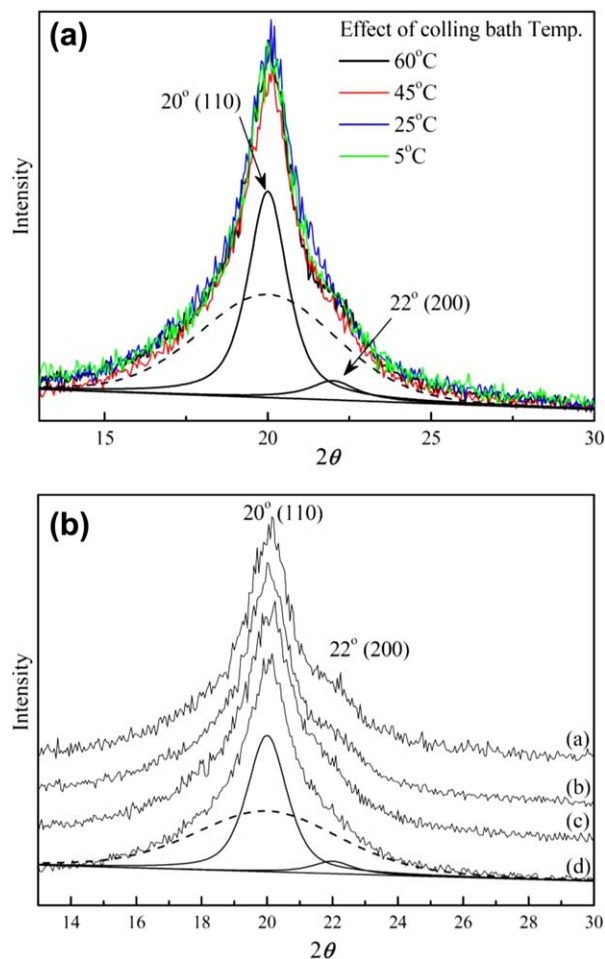 (a)
Effect of colling bath Temp.
60°C
45°C
25°C
5°C
20° (110)
22° (200)
Intensity
15 20 25 30
2θ
(b)
20° (110)
22° (200)
(a)
(b)
(c)
(d)
Intensity
14 16 18 20 22 24 26 28 30
2θ